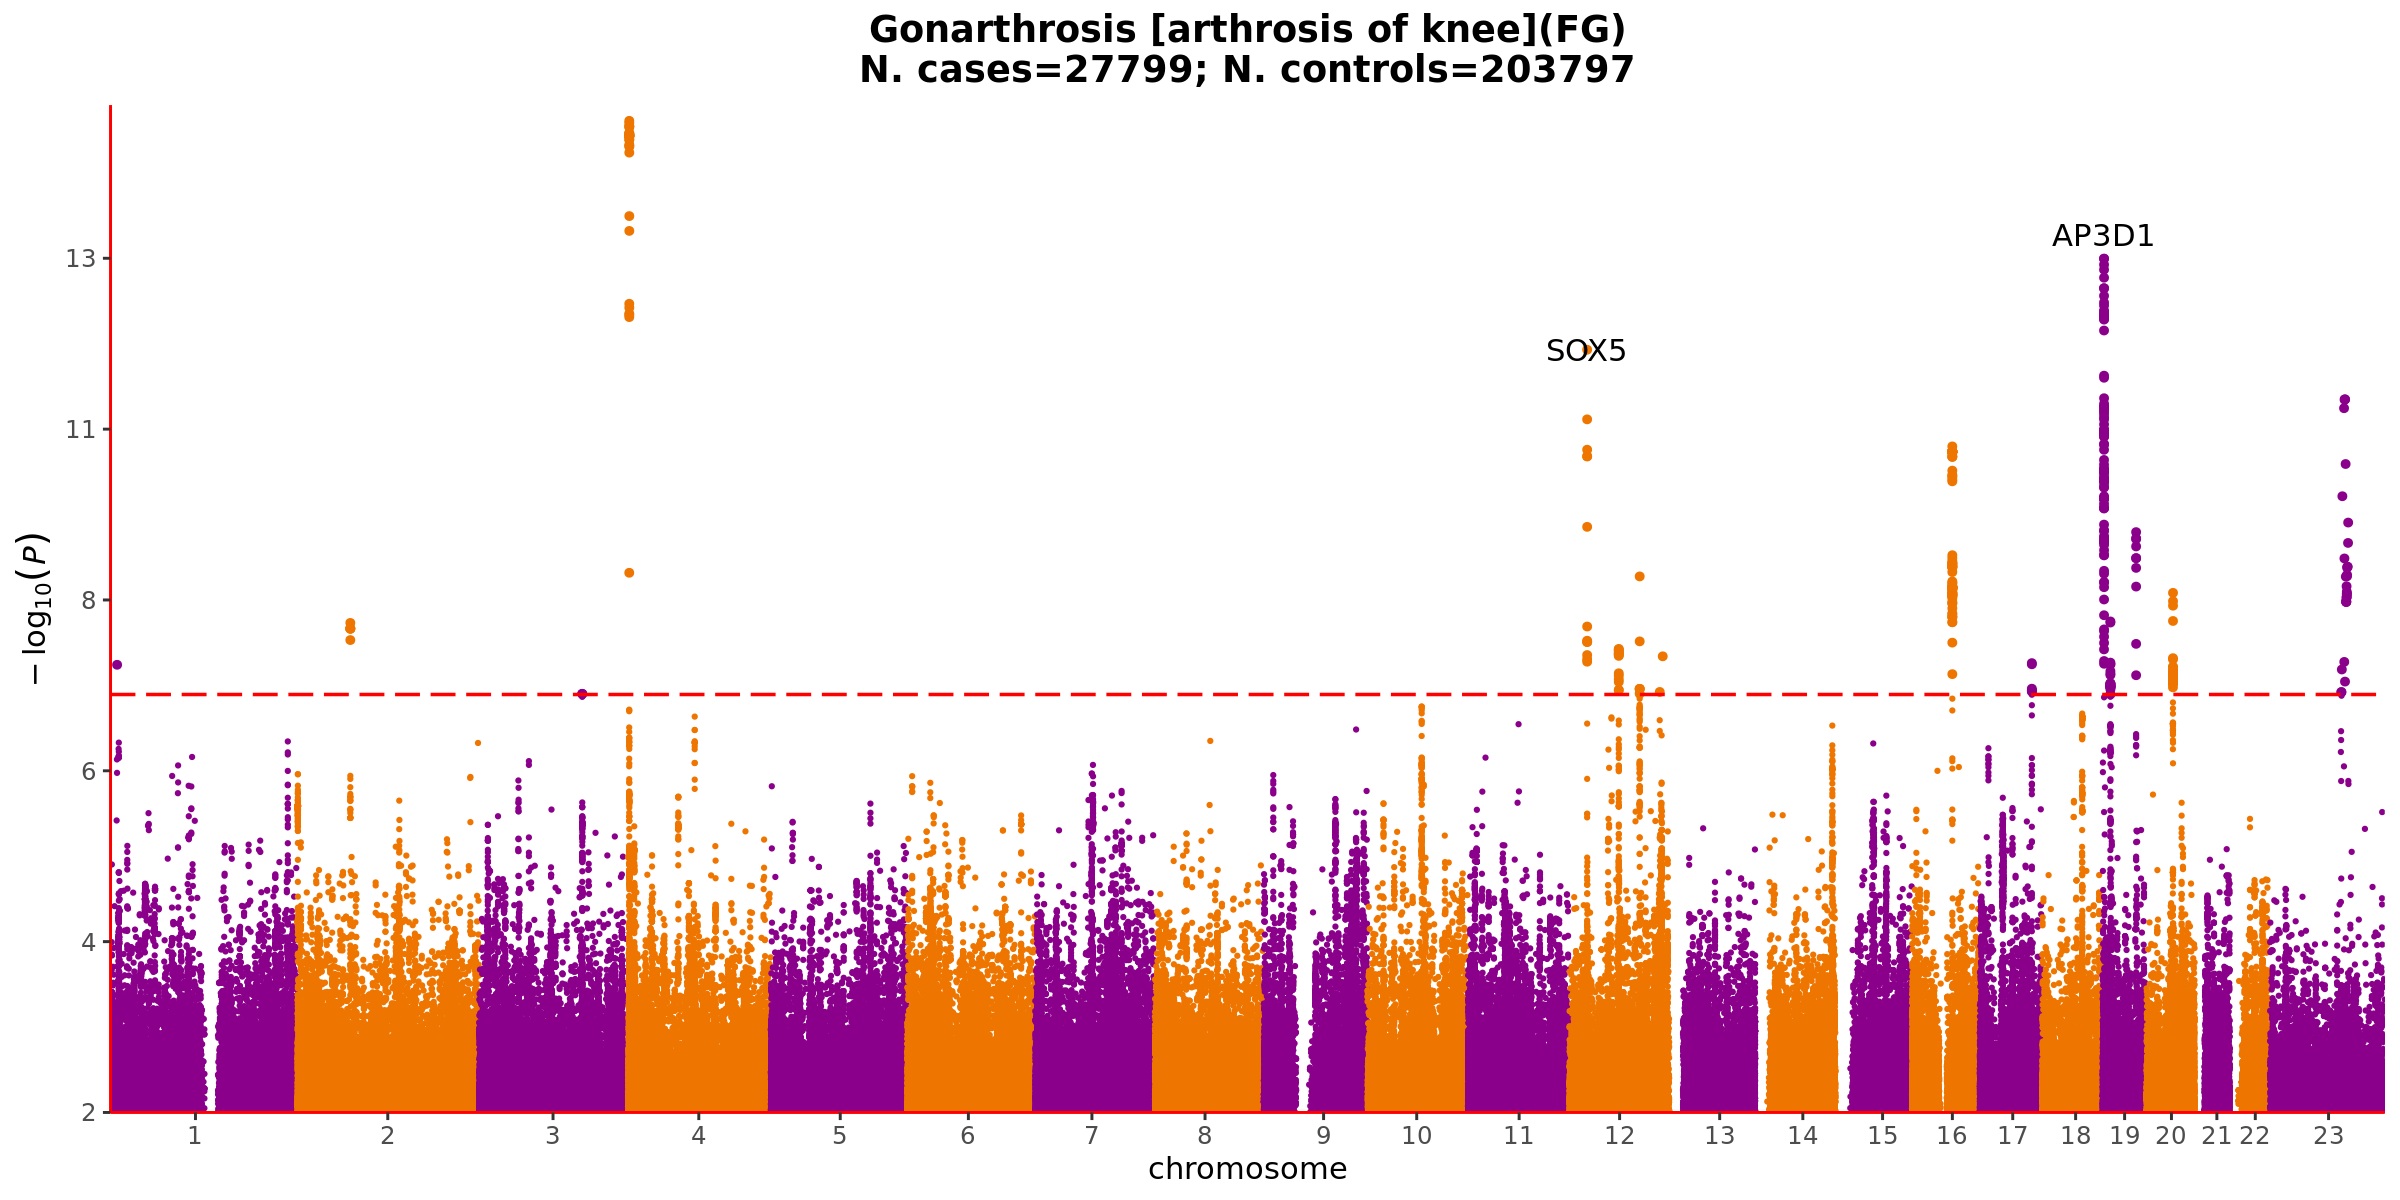 Gonarthrosis [arthrosis of knee](FG)
N. cases=27799; N. controls=203797
AP3D1
SOX5
13
11
8
6
4
2
−log10(P)
1 2 3 4 5 6 7 8 9 10 11 12 13 14 15 16 17 18 19 20 21 22 23
chromosome